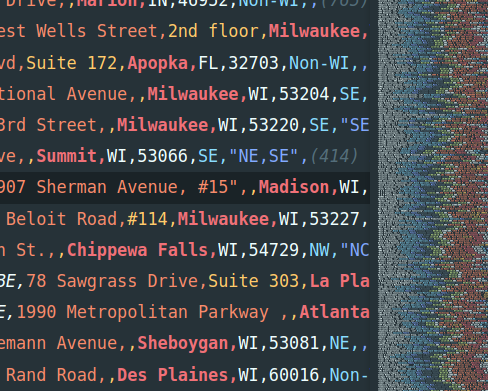 Drive,,Marion,IN,46952,Non-WI,,(765)
est Wells Street,2nd floor,Milwaukee,
vd,Suite 172,Apopka,FL,32703,Non-WI,,
tional Avenue,,Milwaukee,WI,53204,SE,
3rd Street,,Milwaukee,WI,53220,SE,"SE
ve,,Summit,WI,53066,SE,"NE,SE",(414)
907 Sherman Avenue, #15",,Madison,WI,
Beloit Road,#114,Milwaukee,WI,53227,
n St.,,Chippewa Falls,WI,54729,NW,"NC
BE,78 Sawgrass Drive,Suite 303,La Pla
E,1990 Metropolitan Parkway ,,Atlanta
emann Avenue,,Sheboygan,WI,53081,NE,,
Rand Road,,Des Plaines,WI,60016,Non-